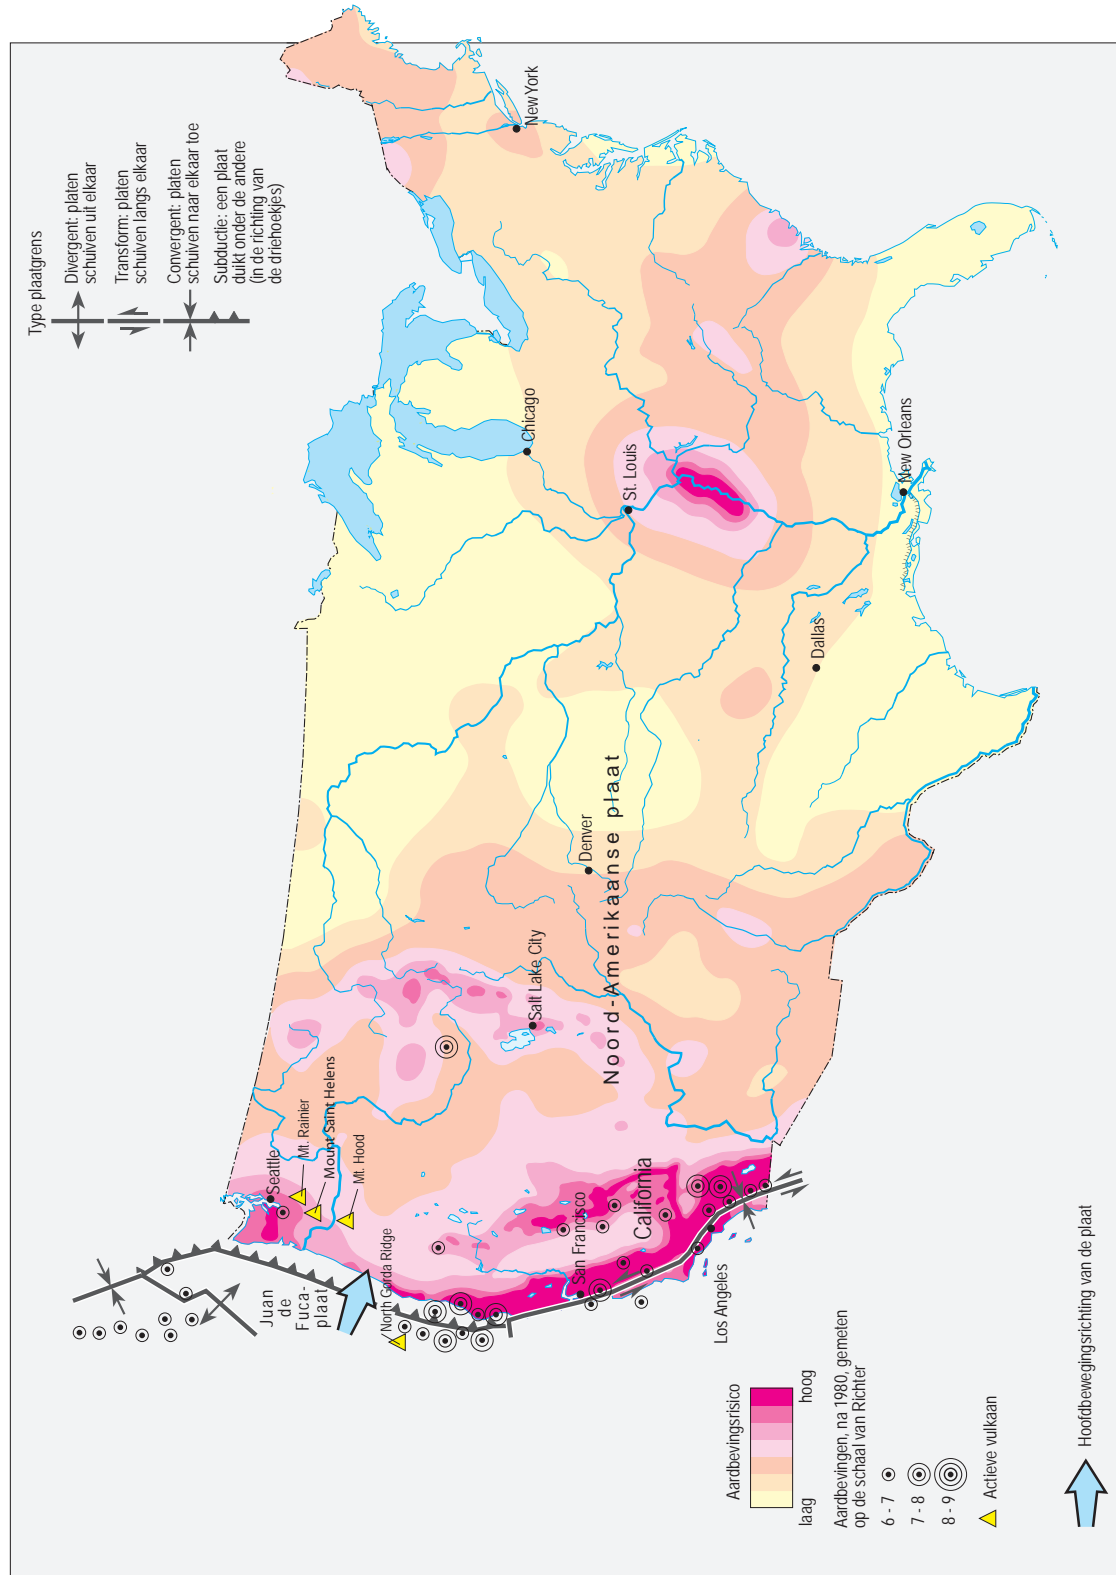 Type plaatgrens
Divergent: platen
schuiven uit elkaar
Transform: platen
schuiven langs elkaar
Convergent: platen
schuiven naar elkaar toe
Subductie: een plaat
duikt onder de andere
(in de richting van
de driehoekjes)
Juan
de
Fuca-
plaat
North Gorda Ridge
Seattle
Mt. Rainier
Mount Saint Helens
Mt. Hood
San Francisco
California
Los Angeles
Salt Lake City
Denver
Noord-Amerikaanse plaat
Dallas
St. Louis
Chicago
New Orleans
New York
Aardbevingsrisico
laag
hoog
Aardbevingen, na 1980, gemeten
op de schaal van Richter
6 - 7
7 - 8
8 - 9
Actieve vulkaan
Hoofdbewegingsrichting van de plaat